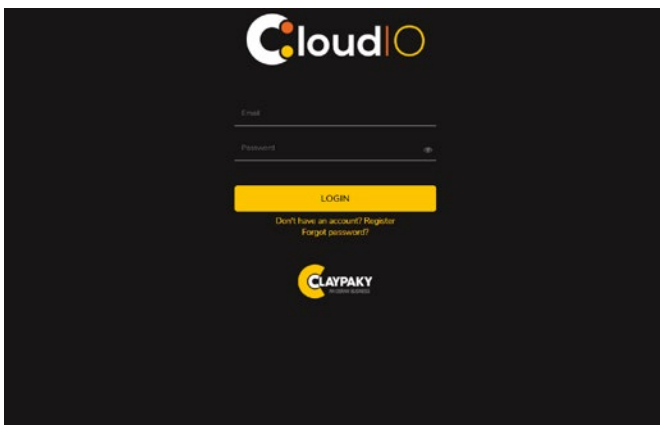 CloudIO
Email
Password
LOGIN
Don't have an account? Register
Forgot password?
CLAYPAKY